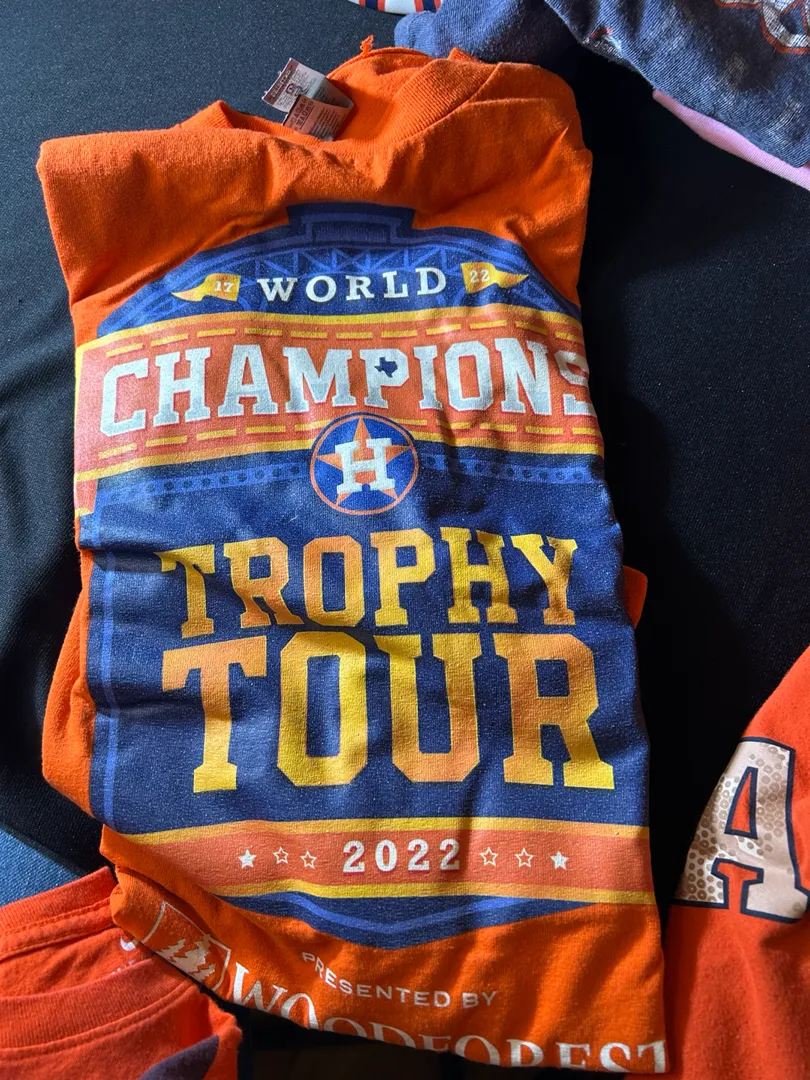 17 WORLD 22
CHAMPIONS
H
TROPHY
TOUR
2022
PRESENTED BY
WOODFOREST
A